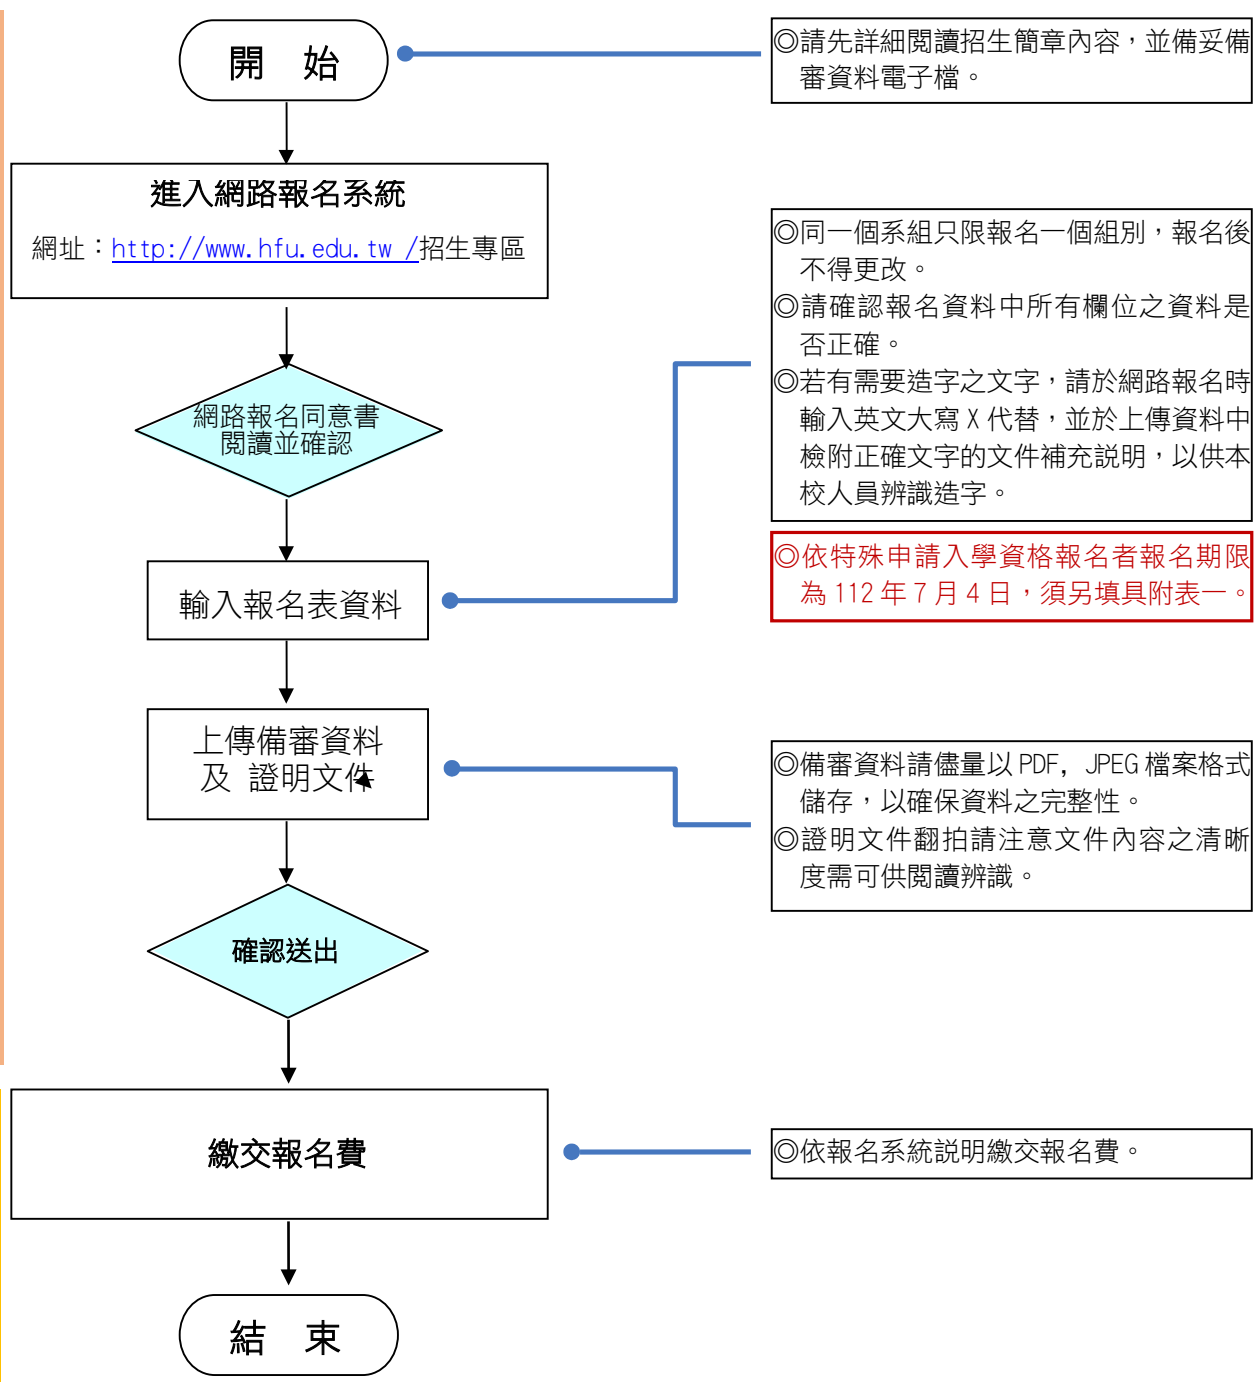 開　始
◎請先詳細閱讀招生簡章內容，並備妥備
審資料電子檔。
進入網路報名系統
網址：http://www.hfu.edu.tw /招生專區
◎同一個系組只限報名一個組別，報名後
不得更改。
◎請確認報名資料中所有欄位之資料是
否正確。
◎若有需要造字之文字，請於網路報名時
輸入英文大寫 X 代替，並於上傳資料中
檢附正確文字的文件補充說明，以供本
校人員辨識造字。
網路報名同意書
閱讀並確認
◎依特殊申請入學資格報名者報名期限
為 112 年 7 月 4 日，須另填具附表一。
輸入報名表資料
上傳備審資料
及 證明文件
◎備審資料請儘量以 PDF, JPEG 檔案格式
儲存，以確保資料之完整性。
◎證明文件翻拍請注意文件內容之清晰
度需可供閱讀辨識。
確認送出
繳交報名費
◎依報名系統說明繳交報名費。
結　束